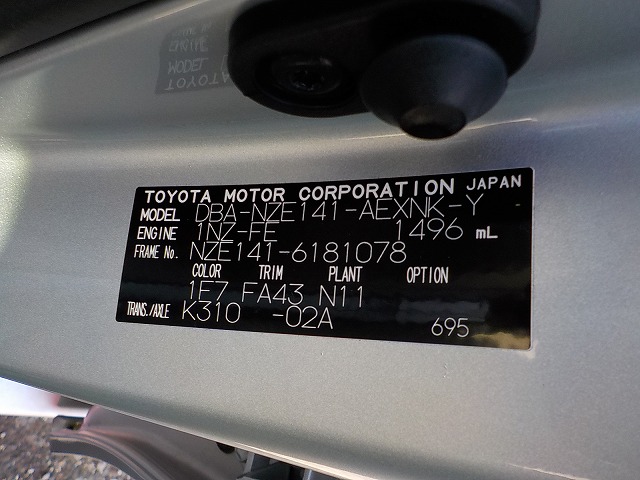 TOYOTA MOTOR CORPORATION JAPAN
MODEL DBA-NZE141-AEXNK-Y
ENGINE 1NZ-FE 1496 mL
FRAME No. NZE141-6181078
COLOR TRIM PLANT OPTION
1E7 FA43 N11
TRANS./AXLE K310 -02A
695